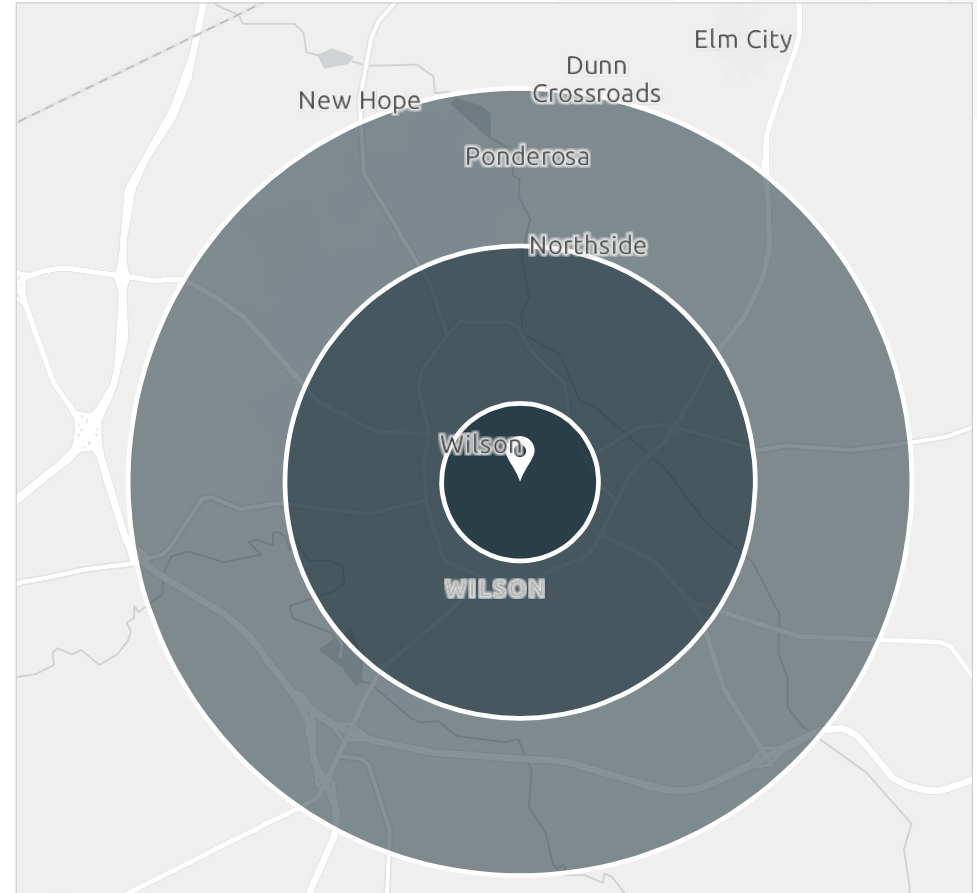 Elm City
Dunn
Crossroads
New Hope
Ponderosa
Northside
Wilson
WILSON